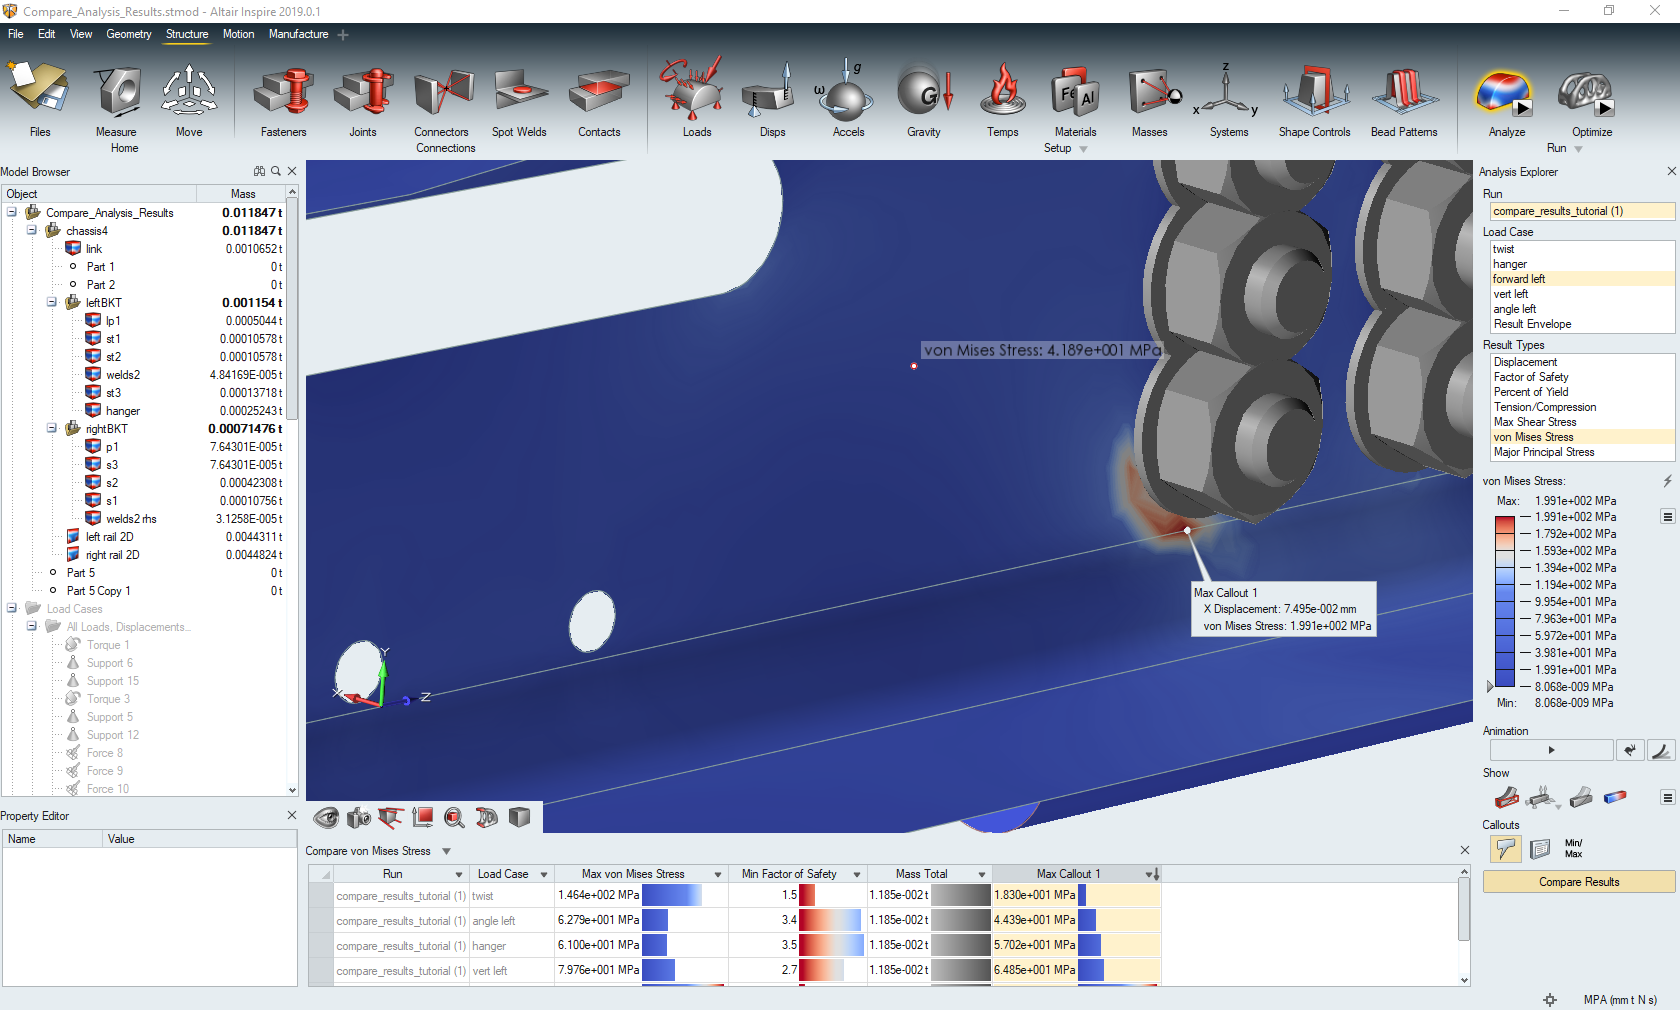 Compare_Analysis_Results.stmod - Altair Inspire 2019.0.1
File Edit View Geometry Structure Motion Manufacture
Files Measure Move Fasteners Joints Connectors Spot Welds Contacts Loads Disps Accels Gravity Temps Materials Masses Systems Shape Controls Bead Patterns Analyze Optimize
Home Connections Setup Run
ω g G Fe Al z x y
Model Browser
Object Mass
Compare_Analysis_Results 0.011847 t
chassis4 0.011847 t
link 0.0010652 t
Part 1 0 t
Part 2 0 t
leftBKT 0.001154 t
lp1 0.0005044 t
st1 0.00010578 t
st2 0.00010578 t
welds2 4.84169E-005 t
st3 0.00013718 t
hanger 0.00025243 t
rightBKT 0.00071476 t
p1 7.64301E-005 t
s3 7.64301E-005 t
s2 0.00042308 t
s1 0.00010756 t
welds2 rhs 3.1258E-005 t
left rail 2D 0.0044311 t
right rail 2D 0.0044824 t
Part 5 0 t
Part 5 Copy 1 0 t
Load Cases
All Loads, Displacements...
Torque 1
Support 6
Support 15
Torque 3
Support 5
Support 12
Force 8
Force 9
Force 10
Property Editor
Name Value
von Mises Stress: 4.189e+001 MPa
Max Callout 1
X Displacement: 7.495e-002 mm
von Mises Stress: 1.991e+002 MPa
Y
X Z
Compare von Mises Stress
Run Load Case Max von Mises Stress Min Factor of Safety Mass Total Max Callout 1
compare_results_tutorial (1) twist 1.464e+002 MPa 1.5 1.185e-002 t 1.830e+001 MPa
compare_results_tutorial (1) angle left 6.279e+001 MPa 3.4 1.185e-002 t 4.439e+001 MPa
compare_results_tutorial (1) hanger 6.100e+001 MPa 3.5 1.185e-002 t 5.702e+001 MPa
compare_results_tutorial (1) vert left 7.976e+001 MPa 2.7 1.185e-002 t 6.485e+001 MPa
Analysis Explorer
Run
compare_results_tutorial (1)
Load Case
twist
hanger
forward left
vert left
angle left
Result Envelope
Result Types
Displacement
Factor of Safety
Percent of Yield
Tension/Compression
Max Shear Stress
von Mises Stress
Major Principal Stress
von Mises Stress:
Max: 1.991e+002 MPa
1.991e+002 MPa
1.792e+002 MPa
1.593e+002 MPa
1.394e+002 MPa
1.194e+002 MPa
9.954e+001 MPa
7.963e+001 MPa
5.972e+001 MPa
3.981e+001 MPa
1.991e+001 MPa
8.068e-009 MPa
Min: 8.068e-009 MPa
Animation
Show
Callouts
Min/
Max
Compare Results
MPA (mm t N s)